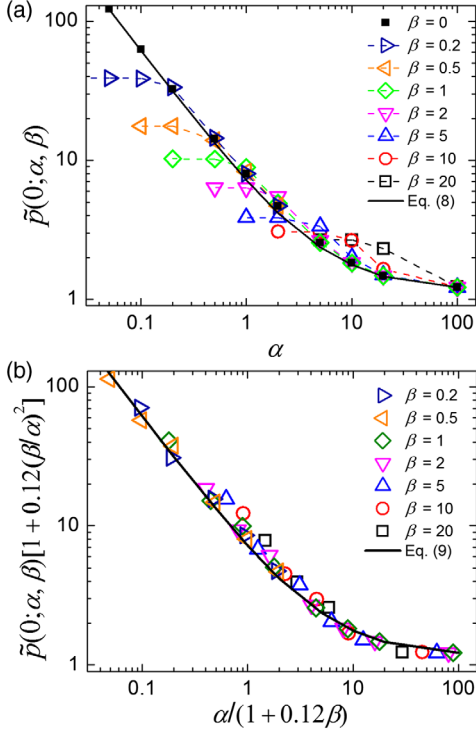 (a)
100
10
1
p̃(0;α, β)
β = 0
β = 0.2
β = 0.5
β = 1
β = 2
β = 5
β = 10
β = 20
Eq. (8)
0.1 1 10 100
α
(b)
100
10
1
p̃(0;α, β)[1+0.12(β/α)²]
β = 0.2
β = 0.5
β = 1
β = 2
β = 5
β = 10
β = 20
Eq. (9)
0.1 1 10 100
α/(1+0.12β)